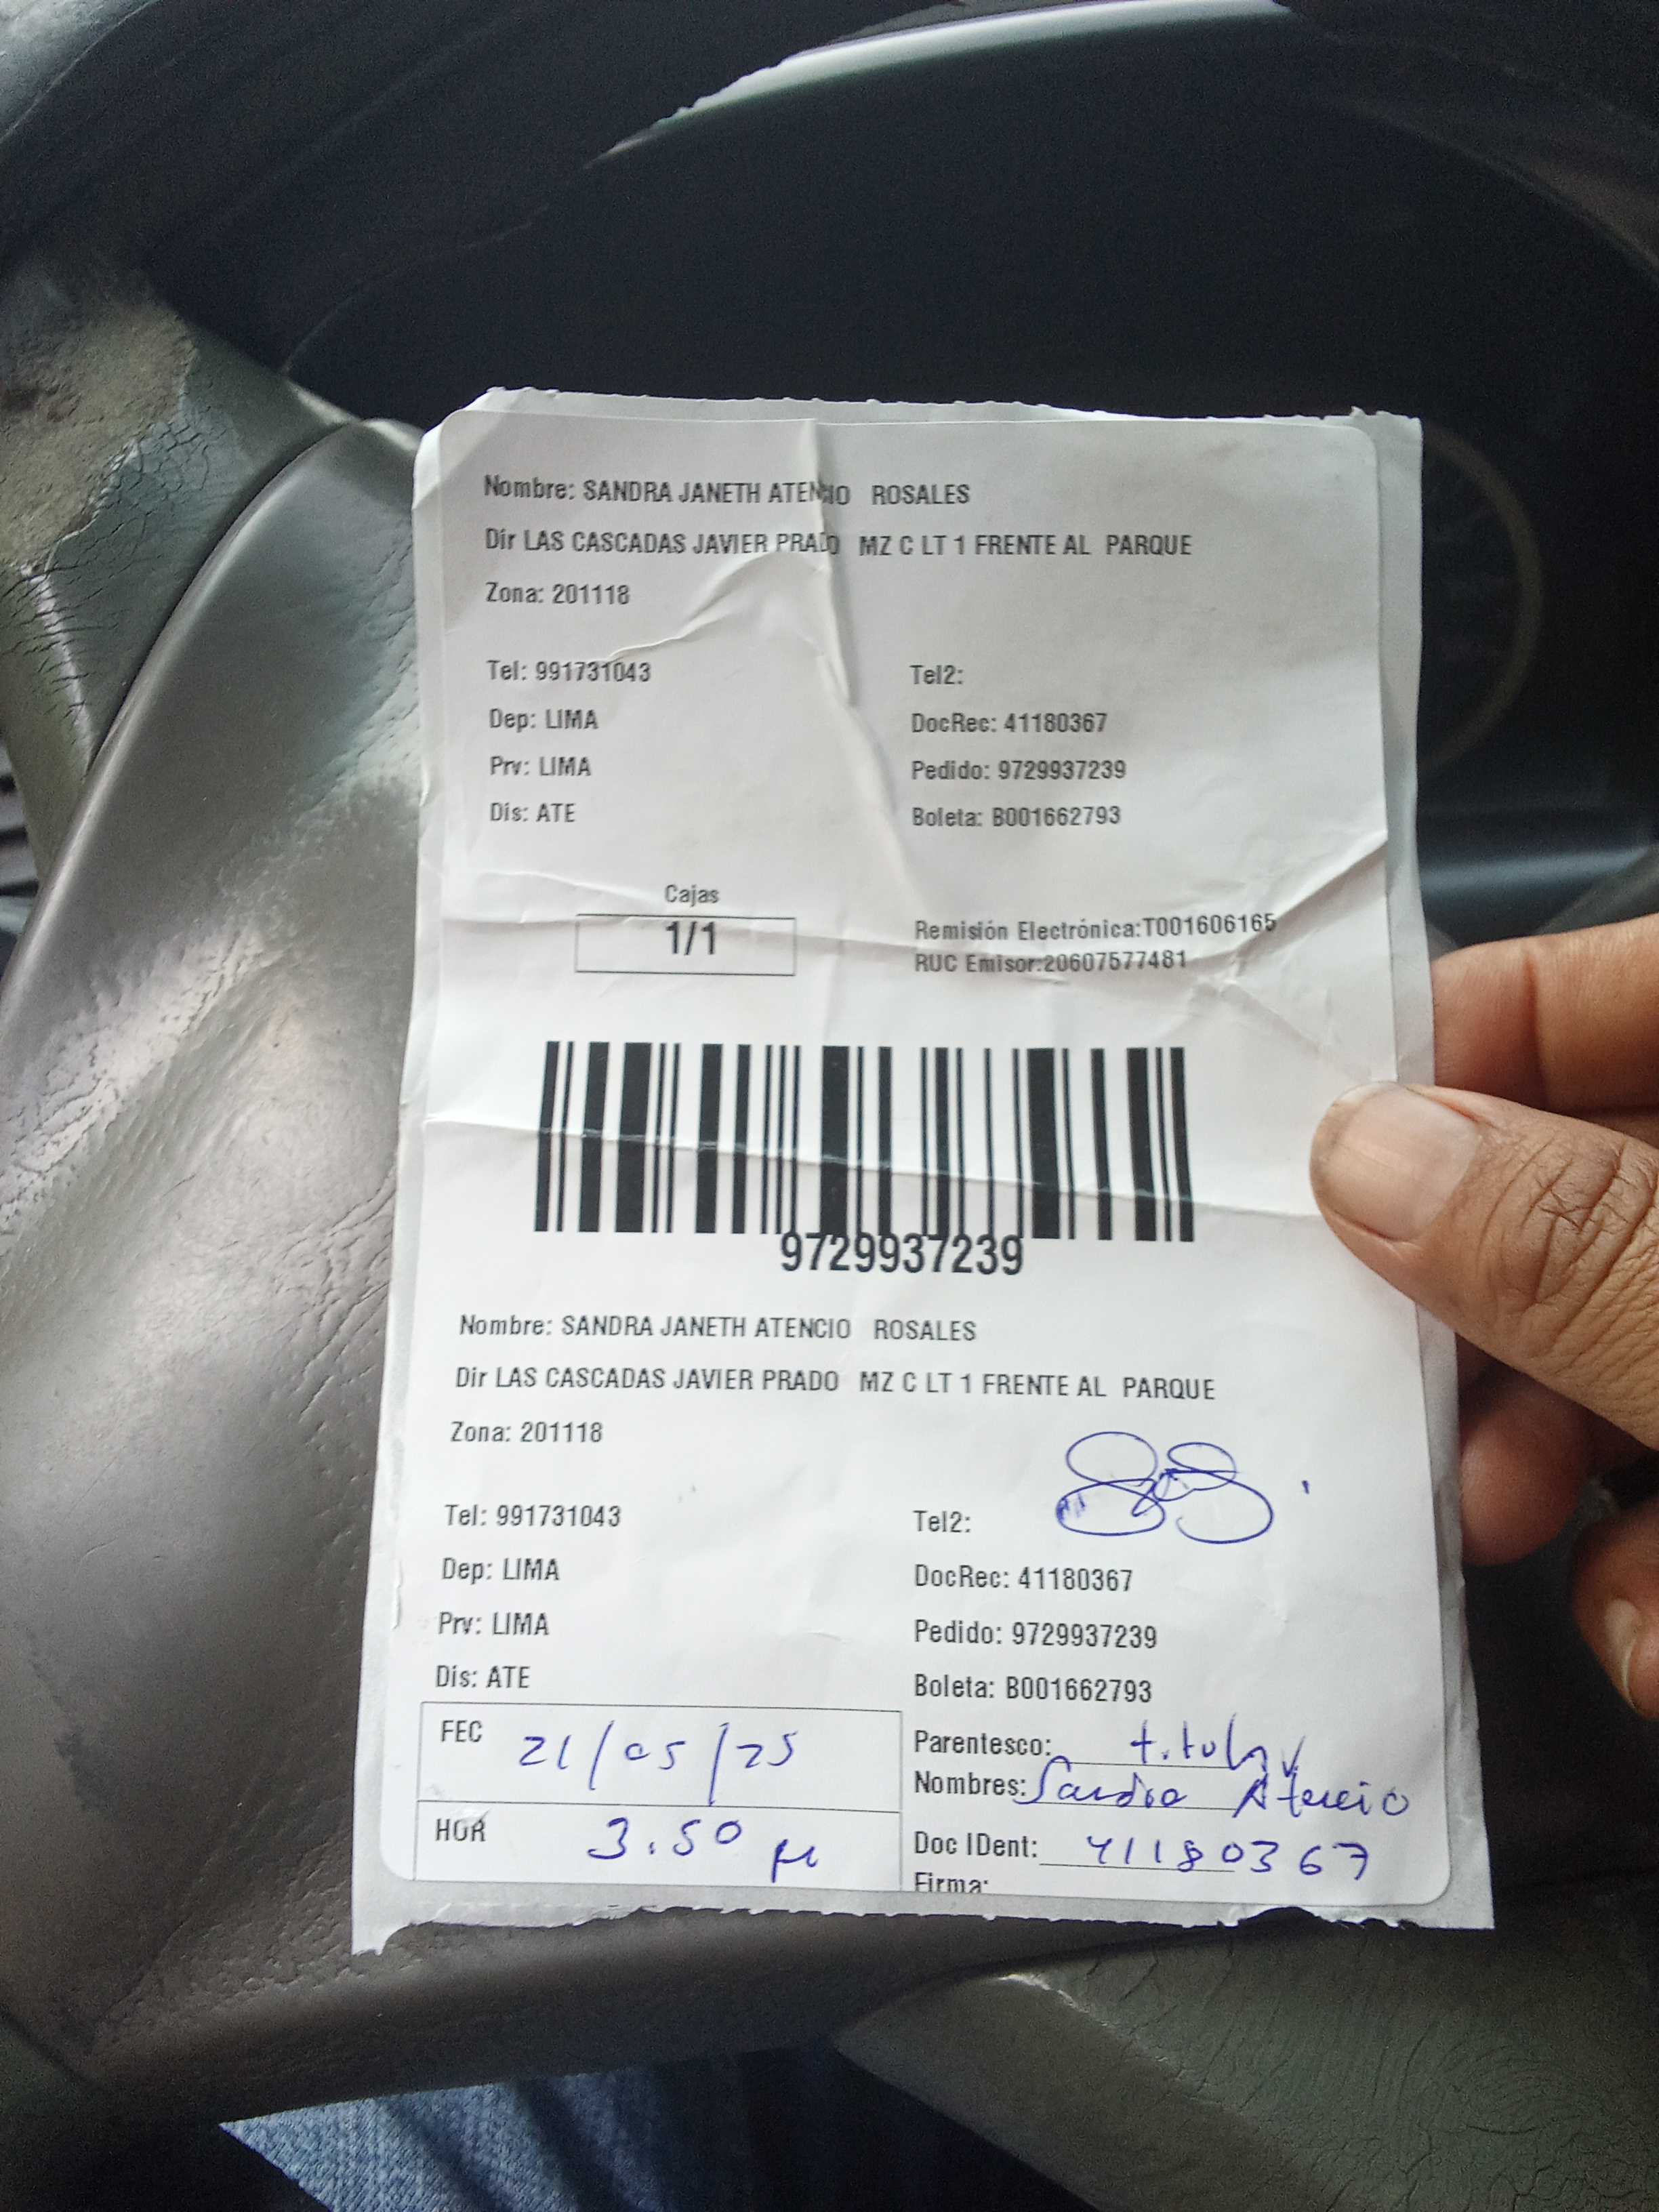 Nombre: SANDRA JANETH ATENCIO ROSALES
Dir LAS CASCADAS JAVIER PRADO MZ C LT 1 FRENTE AL PARQUE
Zona: 201118
Tel: 991731043 Tel2:
Dep: LIMA DocRec: 41180367
Prv: LIMA Pedido: 9729937239
Dis: ATE Boleta: B001662793
Cajas
1/1
Remisión Electrónica:T001606165
RUC Emisor:20607577481
9729937239
Nombre: SANDRA JANETH ATENCIO ROSALES
Dir LAS CASCADAS JAVIER PRADO MZ C LT 1 FRENTE AL PARQUE
Zona: 201118
Tel: 991731043 Tel2:
Dep: LIMA DocRec: 41180367
Prv: LIMA Pedido: 9729937239
Dis: ATE Boleta: B001662793
FEC 21/05/25
HOR 3.50 
Parentesco: titular
Nombres: Sandra Atencio
Doc IDent: 41180367
Firma: